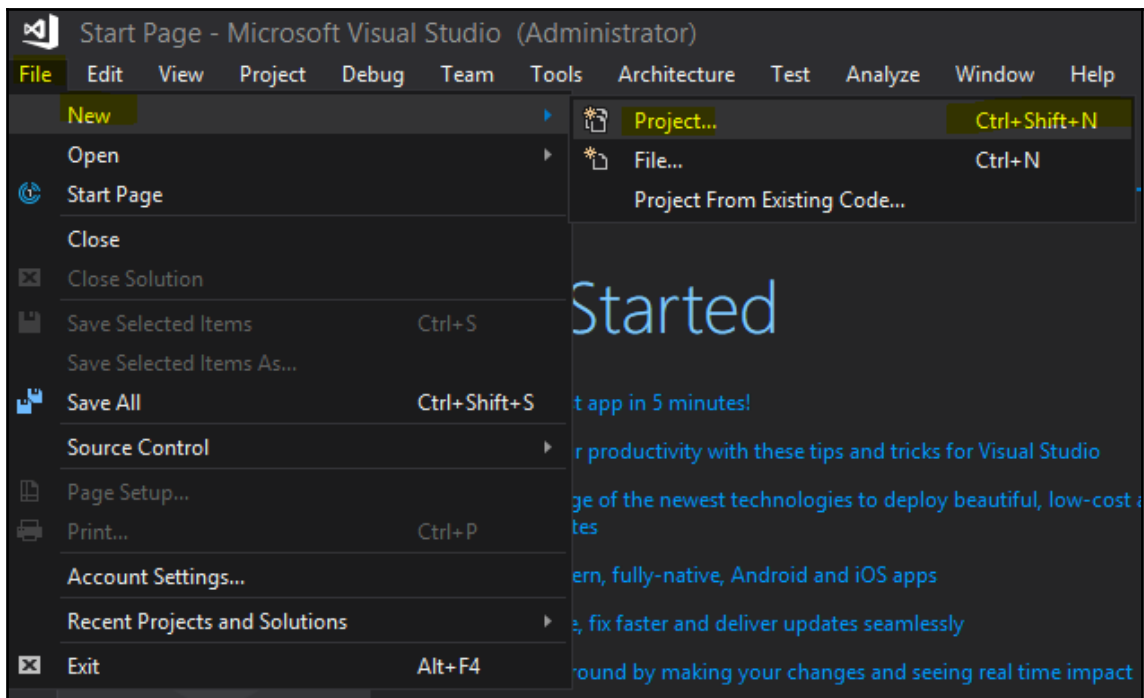 Start Page - Microsoft Visual Studio (Administrator)
File Edit View Project Debug Team Tools Architecture Test Analyze Window Help
New
Project... Ctrl+Shift+N
Open
File... Ctrl+N
Start Page
Project From Existing Code...
Close
Close Solution
Started
Save Selected Items Ctrl+S
Save Selected Items As...
Save All Ctrl+Shift+S
t app in 5 minutes!
Source Control
r productivity with these tips and tricks for Visual Studio
Page Setup...
ge of the newest technologies to deploy beautiful, low-cost a
Print... Ctrl+P
tes
Account Settings...
ern, fully-native, Android and iOS apps
Recent Projects and Solutions
e, fix faster and deliver updates seamlessly
Exit Alt+F4
round by making your changes and seeing real time impact